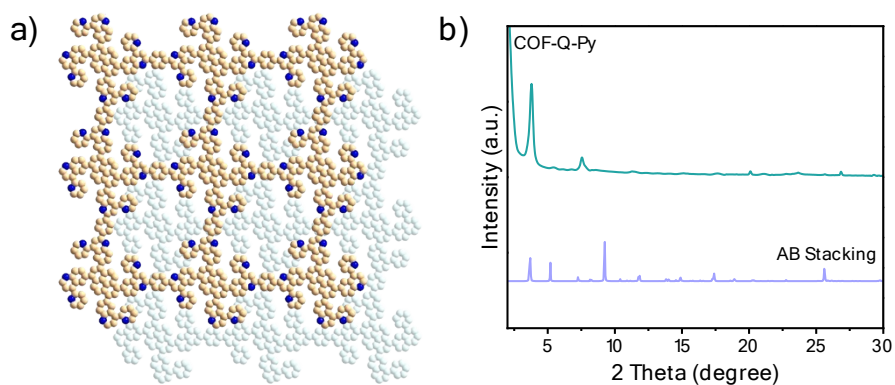 a)
b)
COF-Q-Py
AB Stacking
Intensity (a.u.)
5 10 15 20 25 30
2 Theta (degree)